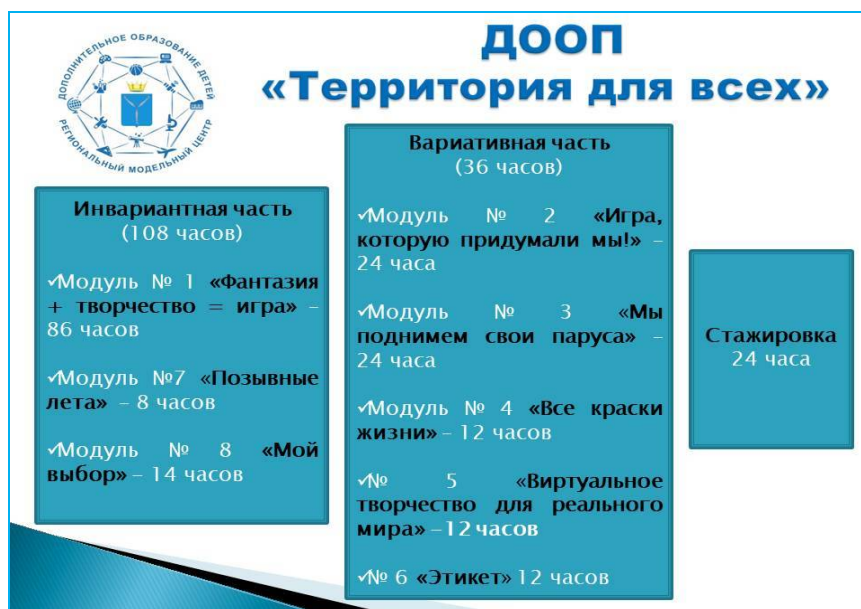 ДОПОЛНИТЕЛЬНОЕ ОБРАЗОВАНИЕ ДЕТЕЙ
РЕГИОНАЛЬНЫЙ МОДЕЛЬНЫЙ ЦЕНТР
ДООП
«Территория для всех»
Инвариантная часть
(108 часов)
✓Модуль № 1 «Фантазия
+ творчество = игра» –
86 часов
✓Модуль №7 «Позывные
лета» – 8 часов
✓Модуль № 8 «Мой
выбор» – 14 часов
Вариативная часть
(36 часов)
✓Модуль № 2 «Игра,
которую придумали мы!» –
24 часа
✓Модуль № 3 «Мы
поднимем свои паруса» –
24 часа
✓Модуль № 4 «Все краски
жизни» – 12 часов
✓№ 5 «Виртуальное
творчество для реального
мира» –12 часов
✓№ 6 «Этикет» 12 часов
Стажировка
24 часа